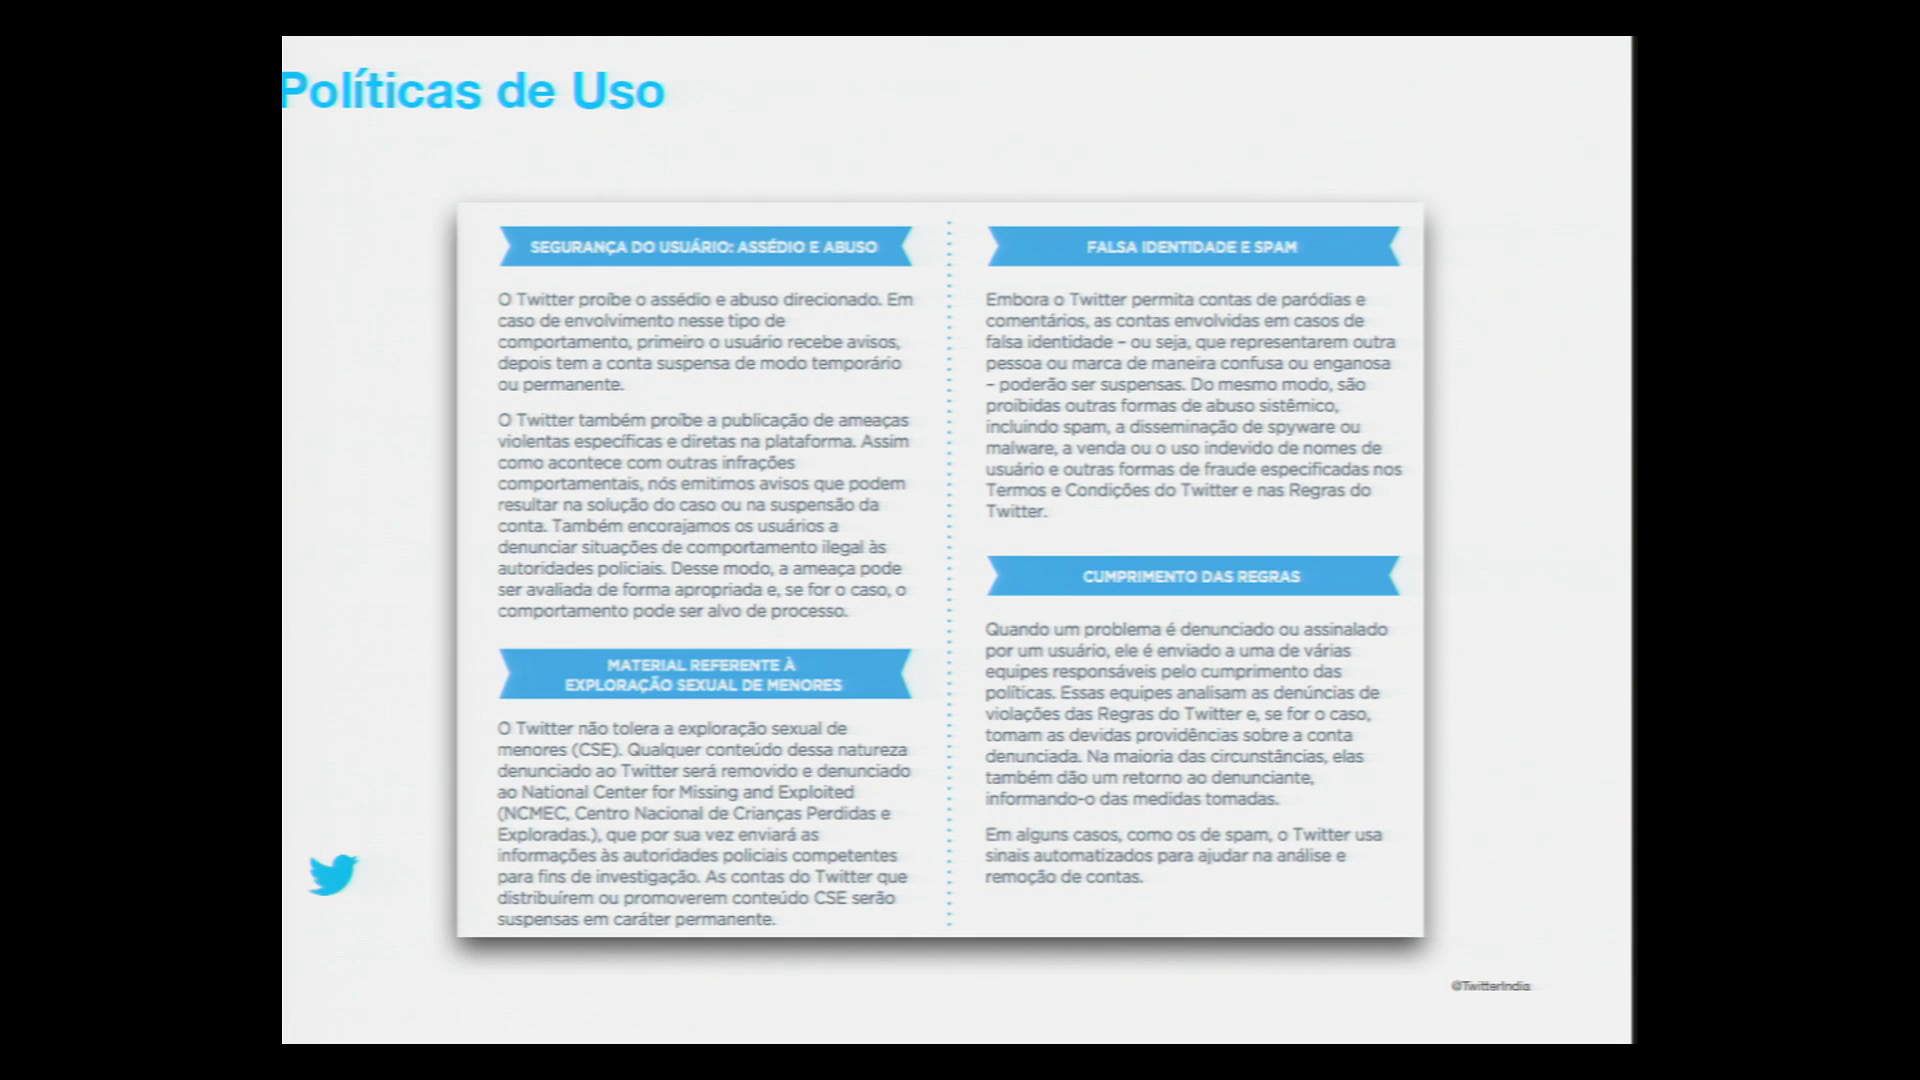 Políticas de Uso
SEGURANÇA DO USUÁRIO: ASSÉDIO E ABUSO
O Twitter proíbe o assédio e abuso direcionado. Em
caso de envolvimento nesse tipo de
comportamento, primeiro o usuário recebe avisos,
depois tem a conta suspensa de modo temporário
ou permanente.
O Twitter também proíbe a publicação de ameaças
violentas específicas e diretas na plataforma. Assim
como acontece com outras infrações
comportamentais, nós emitimos avisos que podem
resultar na solução do caso ou na suspensão da
conta. Também encorajamos os usuários a
denunciar situações de comportamento ilegal às
autoridades policiais. Desse modo, a ameaça pode
ser avaliada de forma apropriada e, se for o caso, o
comportamento pode ser alvo de processo.
MATERIAL REFERENTE À
EXPLORAÇÃO SEXUAL DE MENORES
O Twitter não tolera a exploração sexual de
menores (CSE). Qualquer conteúdo dessa natureza
denunciado ao Twitter será removido e denunciado
ao National Center for Missing and Exploited
(NCMEC, Centro Nacional de Crianças Perdidas e
Exploradas.), que por sua vez enviará as
informações às autoridades policiais competentes
para fins de investigação. As contas do Twitter que
distribuírem ou promoverem conteúdo CSE serão
suspensas em caráter permanente.
FALSA IDENTIDADE E SPAM
Embora o Twitter permita contas de paródias e
comentários, as contas envolvidas em casos de
falsa identidade – ou seja, que representarem outra
pessoa ou marca de maneira confusa ou enganosa
– poderão ser suspensas. Do mesmo modo, são
proibidas outras formas de abuso sistêmico,
incluindo spam, a disseminação de spyware ou
malware, a venda ou o uso indevido de nomes de
usuário e outras formas de fraude especificadas nos
Termos e Condições do Twitter e nas Regras do
Twitter.
CUMPRIMENTO DAS REGRAS
Quando um problema é denunciado ou assinalado
por um usuário, ele é enviado a uma de várias
equipes responsáveis pelo cumprimento das
políticas. Essas equipes analisam as denúncias de
violações das Regras do Twitter e, se for o caso,
tomam as devidas providências sobre a conta
denunciada. Na maioria das circunstâncias, elas
também dão um retorno ao denunciante,
informando-o das medidas tomadas.
Em alguns casos, como os de spam, o Twitter usa
sinais automatizados para ajudar na análise e
remoção de contas.
@TwitterIndia